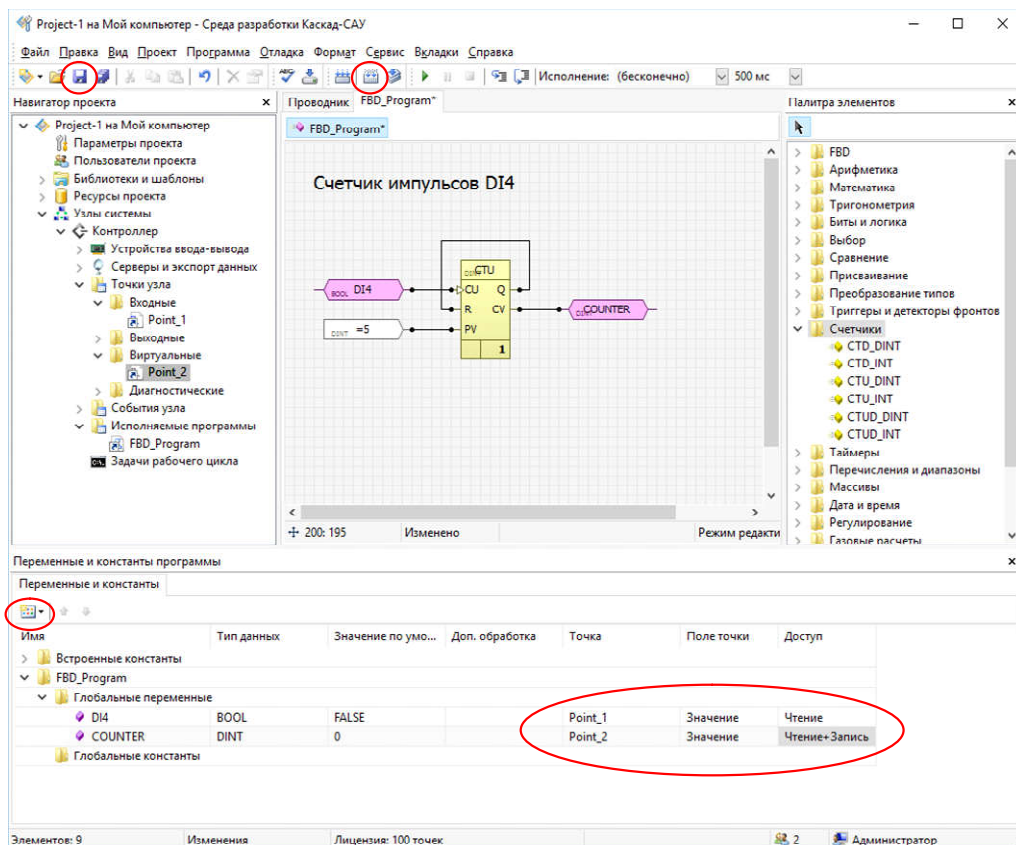 Project-1 на Мой компьютер - Среда разработки Каскад-САУ
Файл Правка Вид Проект Программа Отладка Формат Сервис Вкладки Справка
Исполнение: (бесконечно) 500 мс
Навигатор проекта
Project-1 на Мой компьютер
Параметры проекта
Пользователи проекта
Библиотеки и шаблоны
Ресурсы проекта
Узлы системы
Контроллер
Устройства ввода-вывода
Серверы и экспорт данных
Точки узла
Входные
Point_1
Выходные
Виртуальные
Point_2
Диагностические
События узла
Исполняемые программы
FBD_Program
Задачи рабочего цикла
Проводник FBD_Program*
FBD_Program*
Счетчик импульсов DI4
DINT CTU
BOOL DI4
CU Q
R CV
DINT COUNTER
DINT =5
PV
1
200: 195 Изменено Режим редакти
Палитра элементов
FBD
Арифметика
Математика
Тригонометрия
Биты и логика
Выбор
Сравнение
Присваивание
Преобразование типов
Триггеры и детекторы фронтов
Счетчики
CTD_DINT
CTD_INT
CTU_DINT
CTU_INT
CTUD_DINT
CTUD_INT
Таймеры
Перечисления и диапазоны
Массивы
Дата и время
Регулирование
Газовые расчеты
Переменные и константы программы
Переменные и константы
Имя Тип данных Значение по умо... Доп. обработка Точка Поле точки Доступ
Встроенные константы
FBD_Program
Глобальные переменные
DI4 BOOL FALSE Point_1 Значение Чтение
COUNTER DINT 0 Point_2 Значение Чтение+Запись
Глобальные константы
Элементов: 9 Изменения Лицензия: 100 точек 2 Администратор